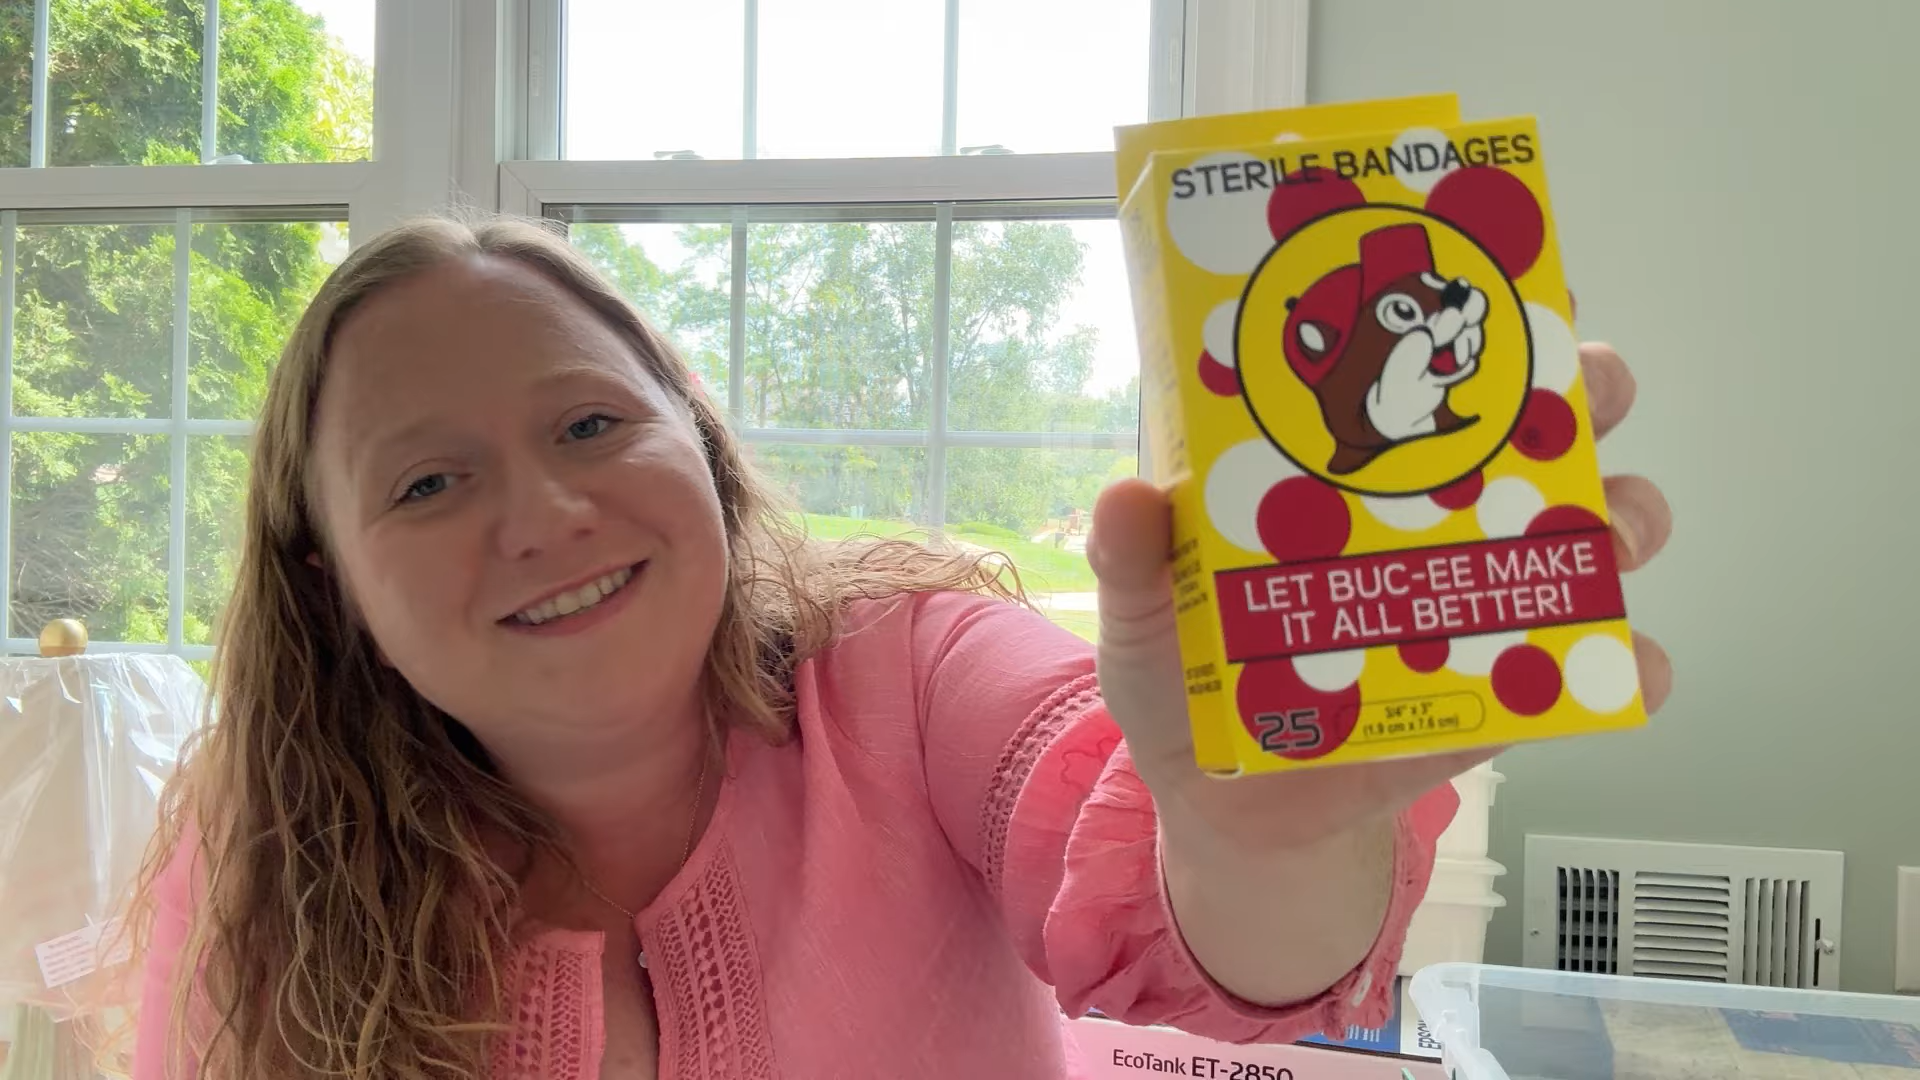 STERILE BANDAGES
LET BUC-EE MAKE
IT ALL BETTER!
25
3/4" x 3"
(1.9 cm x 7.6 cm)
EcoTank ET-2850